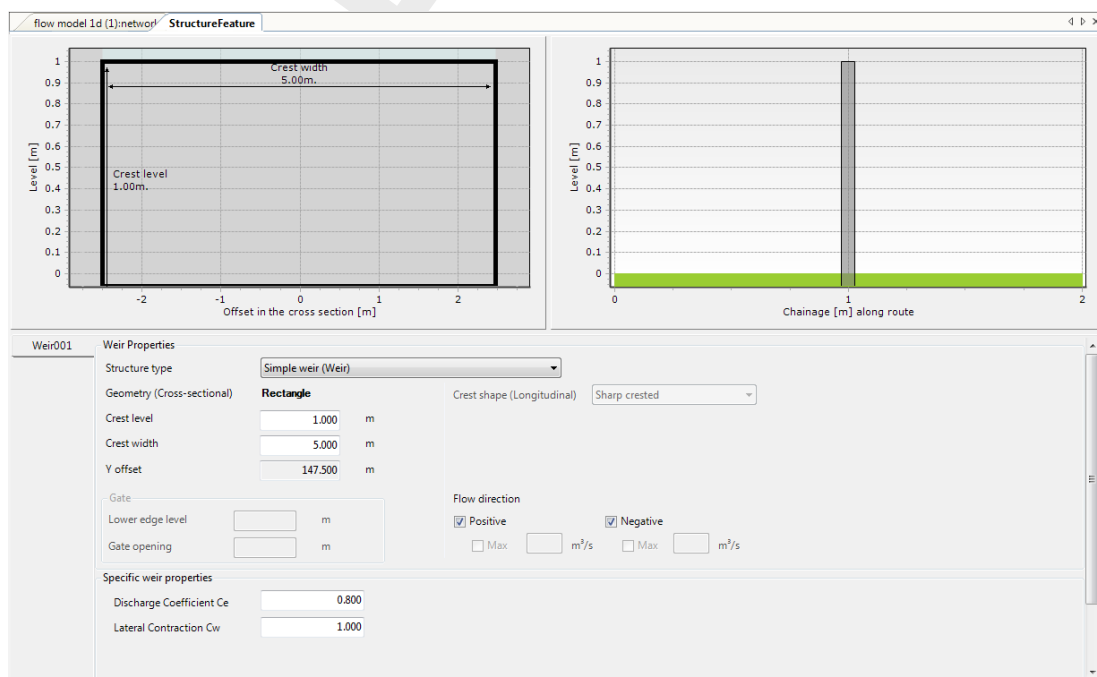 flow model 1d (1):networ StructureFeature
1
0.9
0.8
0.7
0.6
0.5
0.4
0.3
0.2
0.1
0
Level [m]
Crest width
5.00m.
Crest level
1.00m.
-2 -1 0 1 2
Offset in the cross section [m]
1
0.9
0.8
0.7
0.6
0.5
0.4
0.3
0.2
0.1
0
Level [m]
0 1 2
Chainage [m] along route
Weir001
Weir Properties
Structure type Simple weir (Weir)
Geometry (Cross-sectional) Rectangle Crest shape (Longitudinal) Sharp crested
Crest level 1.000 m
Crest width 5.000 m
Y offset 147.500 m
Gate Flow direction
Lower edge level m Positive Negative
Gate opening m Max m³/s Max m³/s
Specific weir properties
Discharge Coefficient Ce 0.800
Lateral Contraction Cw 1.000